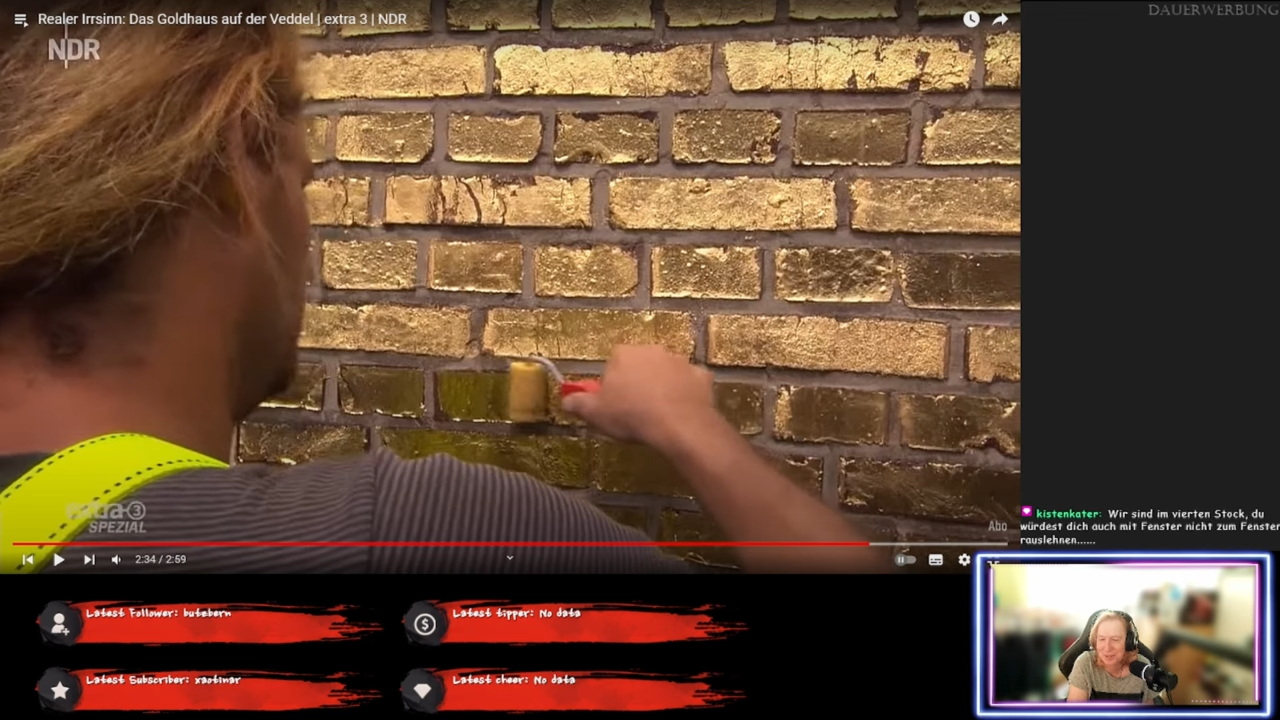 Realer Irrsinn: Das Goldhaus auf der Veddel | extra 3 | NDR
DAUERWERBUNG
NDR
extra 3
SPEZIAL
Abo
2:34 / 2:59
kistenkater: Wir sind im vierten Stock, du
würdest dich auch mit Fenster nicht zum Fenster
rauslehnen......
Latest Follower: butebern
Latest tipper: No data
Latest Subscriber: xaotinar
Latest cheer: No data